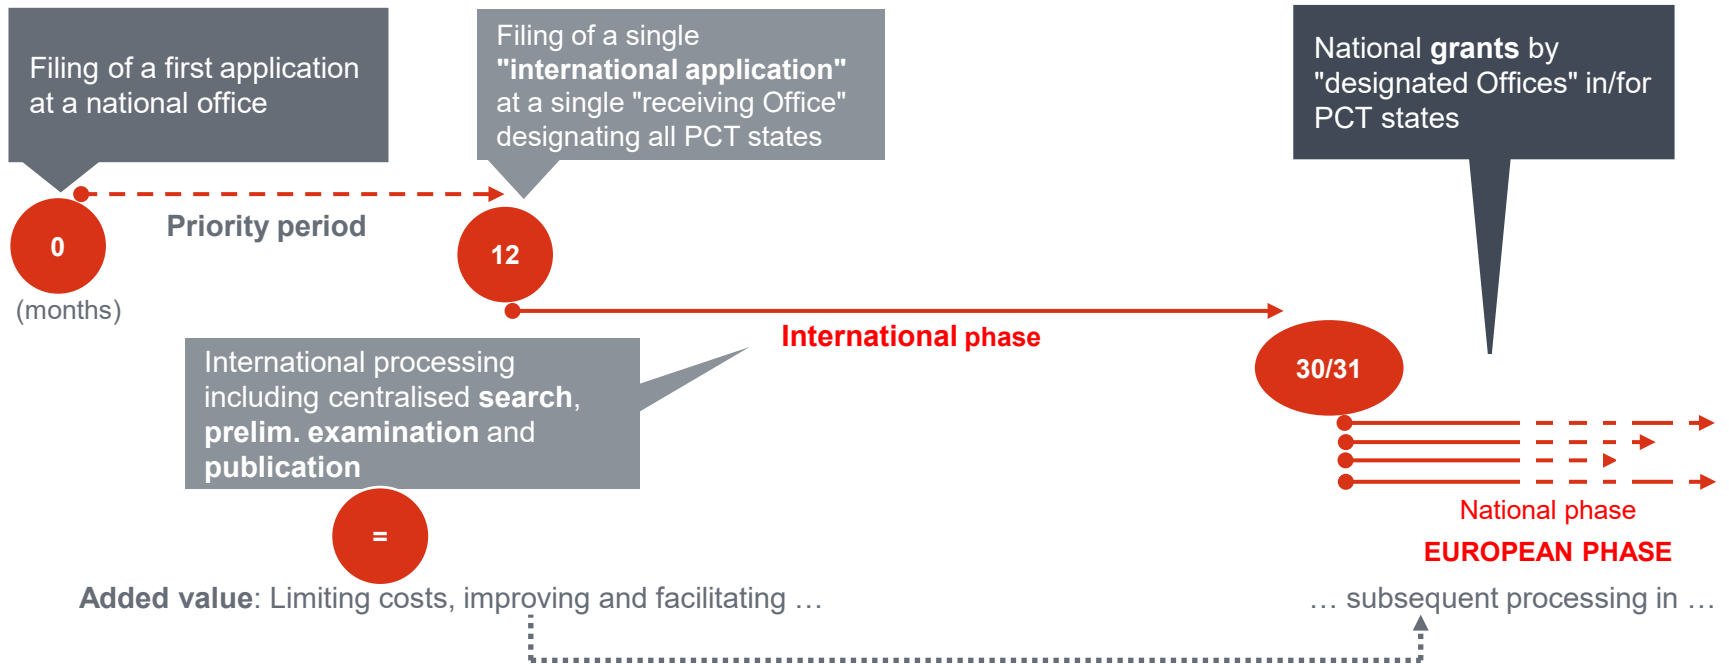 Filing of a first application
at a national office
Filing of a single
"international application"
at a single "receiving Office"
designating all PCT states
National grants by
"designated Offices" in/for
PCT states
Priority period
0
12
(months)
International phase
International processing
including centralised search,
prelim. examination and
publication
30/31
National phase
EUROPEAN PHASE
=
Added value: Limiting costs, improving and facilitating …
… subsequent processing in …